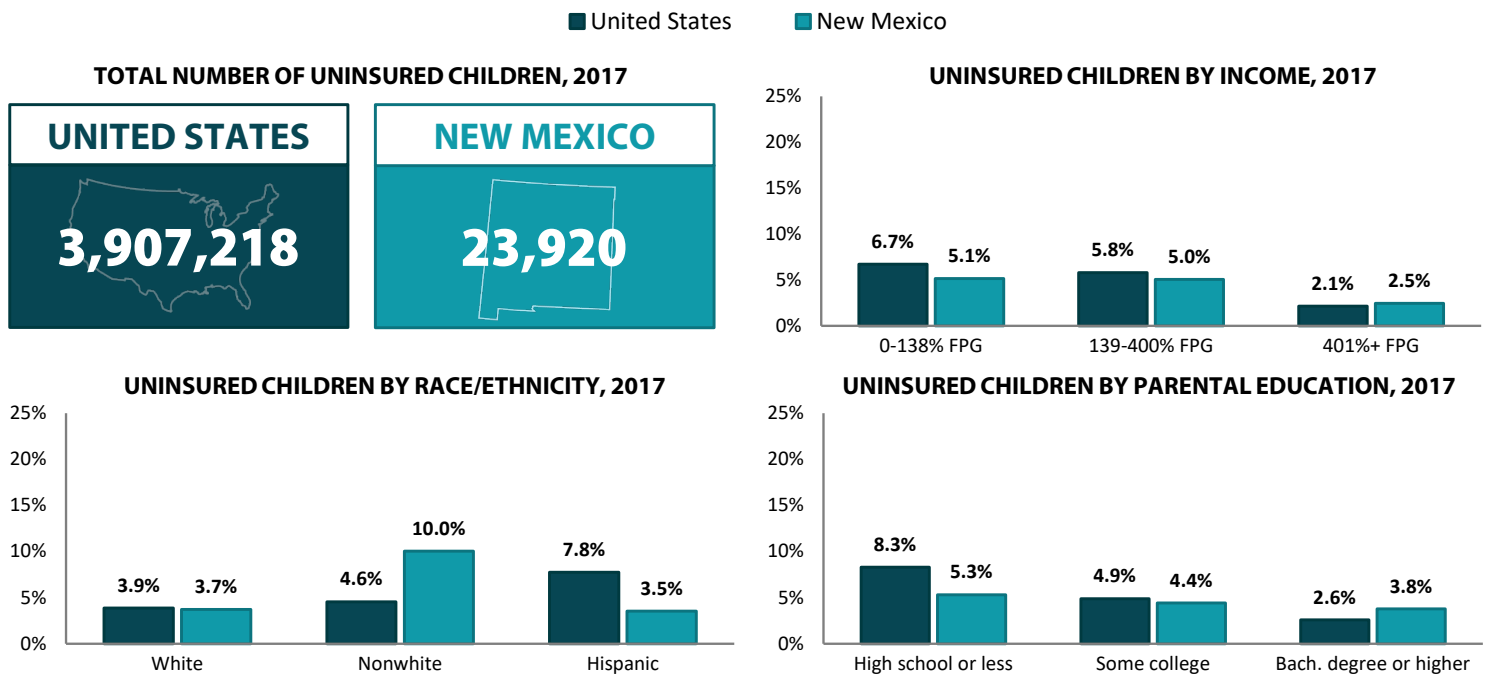 United States
New Mexico
TOTAL NUMBER OF UNINSURED CHILDREN, 2017
UNITED STATES
3,907,218
NEW MEXICO
23,920
UNINSURED CHILDREN BY INCOME, 2017
25%
20%
15%
10%
5%
0%
6.7%
5.1%
5.8%
5.0%
2.1%
2.5%
0-138% FPG
139-400% FPG
401%+ FPG
UNINSURED CHILDREN BY RACE/ETHNICITY, 2017
25%
20%
15%
10%
5%
0%
3.9%
3.7%
4.6%
10.0%
7.8%
3.5%
White
Nonwhite
Hispanic
UNINSURED CHILDREN BY PARENTAL EDUCATION, 2017
25%
20%
15%
10%
5%
0%
8.3%
5.3%
4.9%
4.4%
2.6%
3.8%
High school or less
Some college
Bach. degree or higher